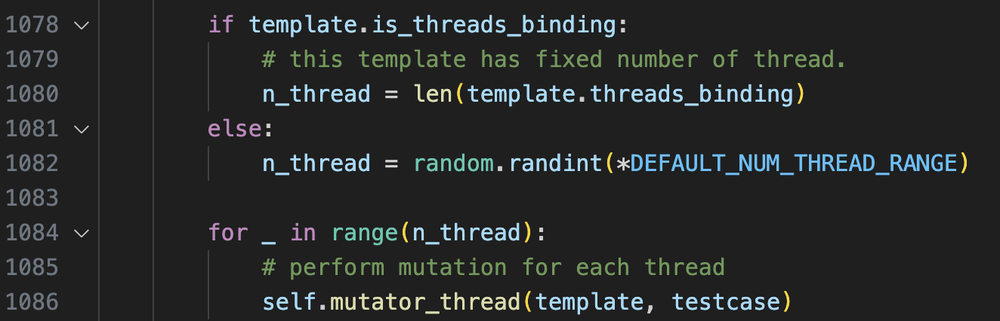 1078 if template.is_threads_binding:
1079 # this template has fixed number of thread.
1080 n_thread = len(template.threads_binding)
1081 else:
1082 n_thread = random.randint(*DEFAULT_NUM_THREAD_RANGE)
1083
1084 for _ in range(n_thread):
1085 # perform mutation for each thread
1086 self.mutator_thread(template, testcase)